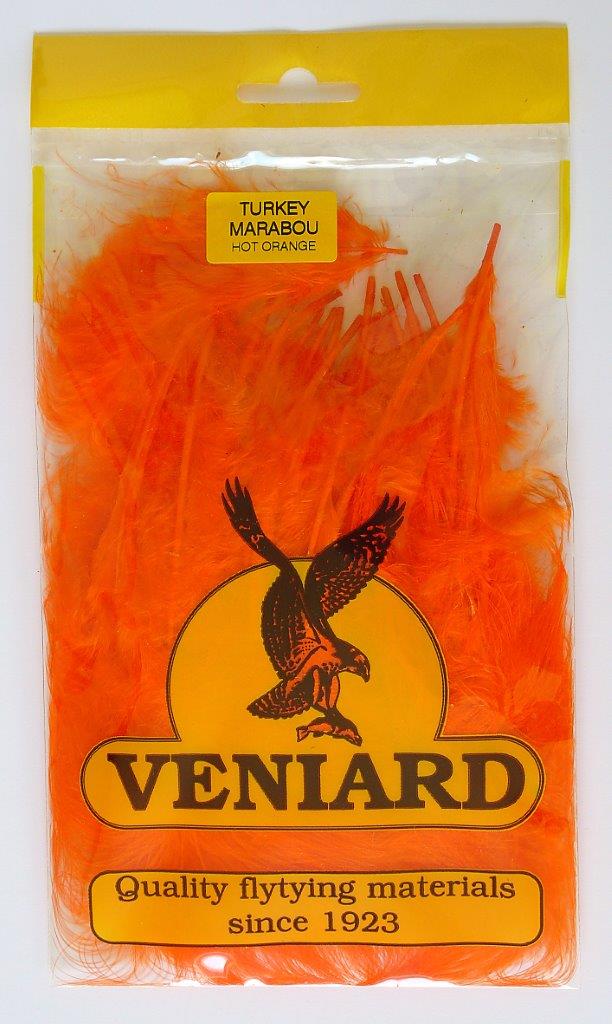 TURKEY
MARABOU
HOT ORANGE
VENIARD
Quality flytying materials
since 1923